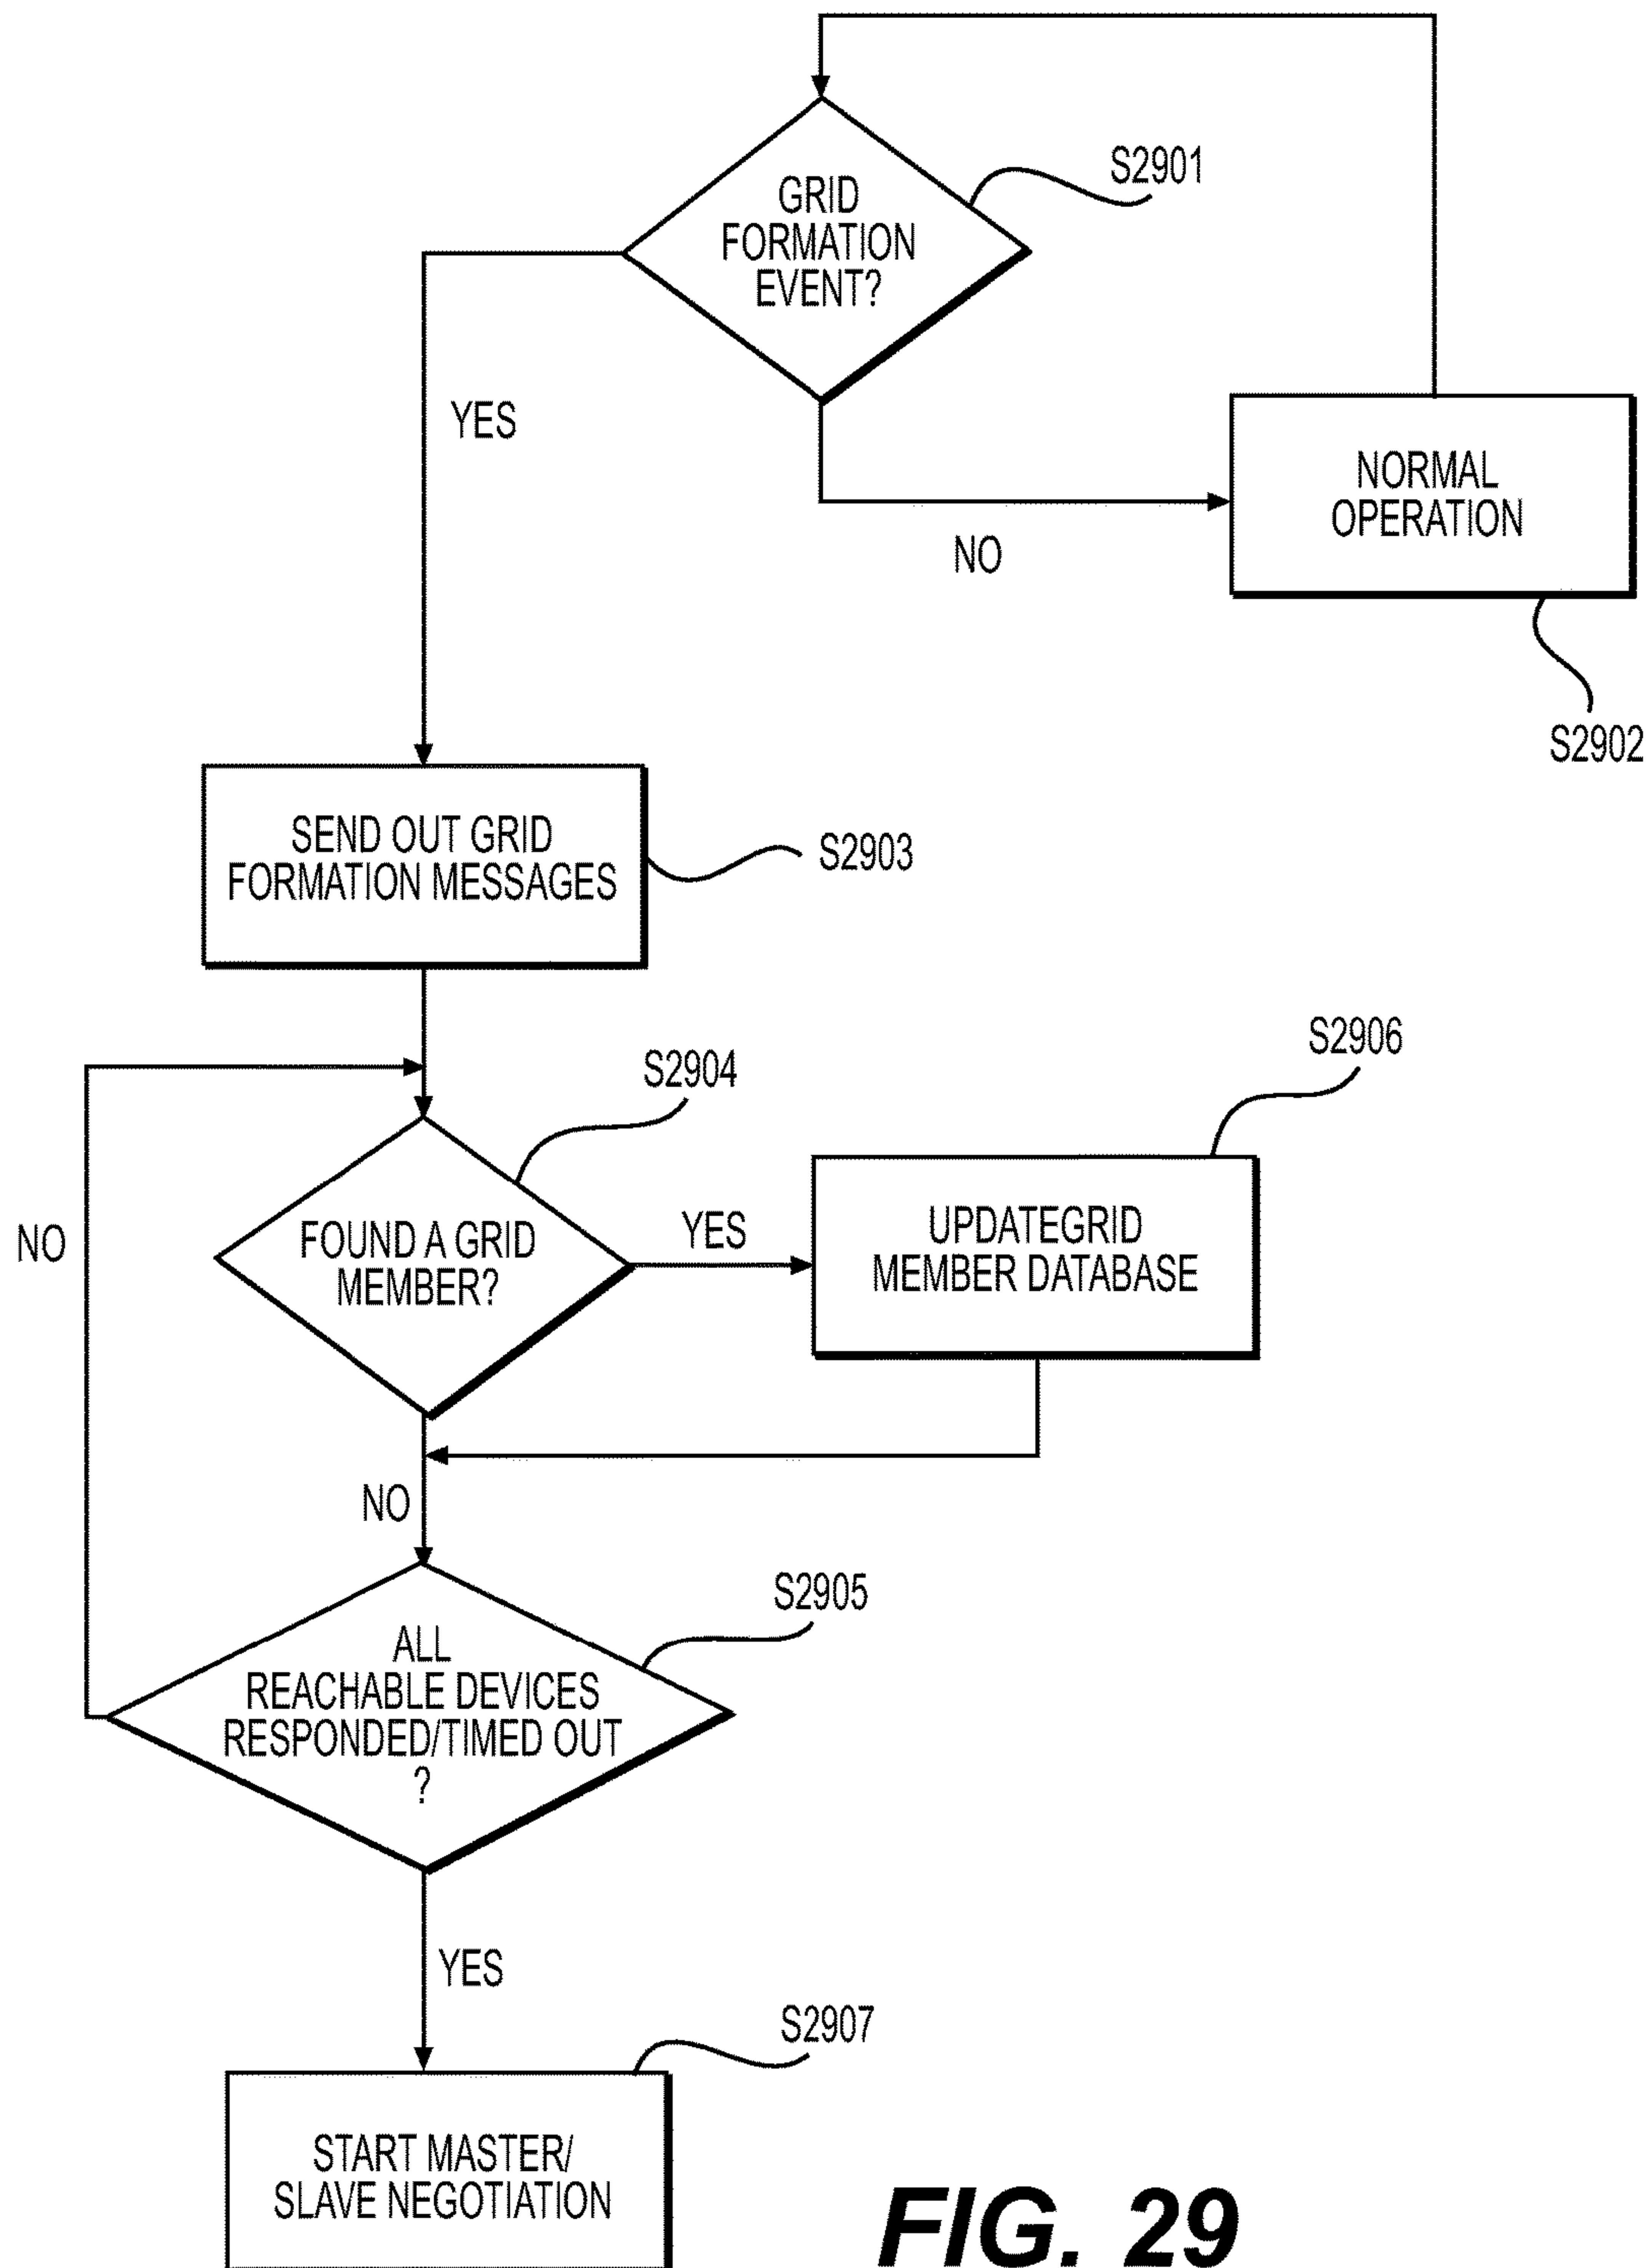 GRID
FORMATION
EVENT?
S2901
YES
NO
NORMAL
OPERATION
S2902
SEND OUT GRID
FORMATION MESSAGES
S2903
S2904
FOUND A GRID
MEMBER?
YES
S2906
UPDATEGRID
MEMBER DATABASE
NO
NO
S2905
ALL
REACHABLE DEVICES
RESPONDED/TIMED OUT
?
YES
S2907
START MASTER/
SLAVE NEGOTIATION
FIG. 29